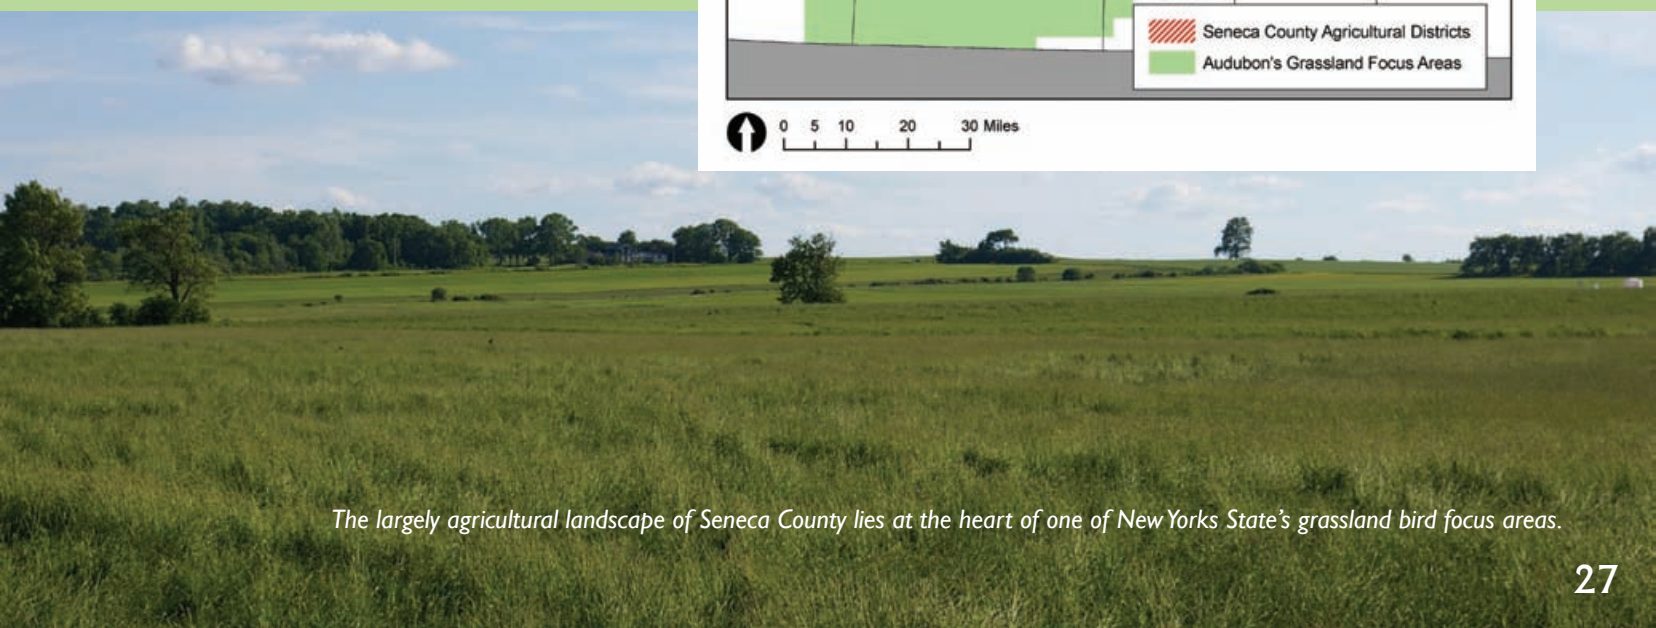 Seneca County Agricultural Districts
Audubon's Grassland Focus Areas
0 5 10 20 30 Miles
The largely agricultural landscape of Seneca County lies at the heart of one of New Yorks State’s grassland bird focus areas.
27